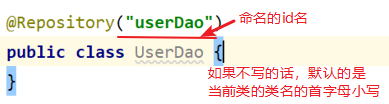 @Repository("userDao") 命名的id名
public class UserDao {
}
如果不写的话，默认的是
当前类的类名的首字母小写